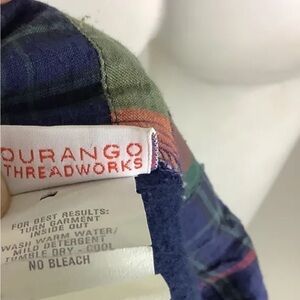 DURANGO
THREADWORKS
FOR BEST RESULTS:
TURN GARMENT
INSIDE OUT
WASH WARM WATER/
MILD DETERGENT
TUMBLE DRY - COOL
NO BLEACH